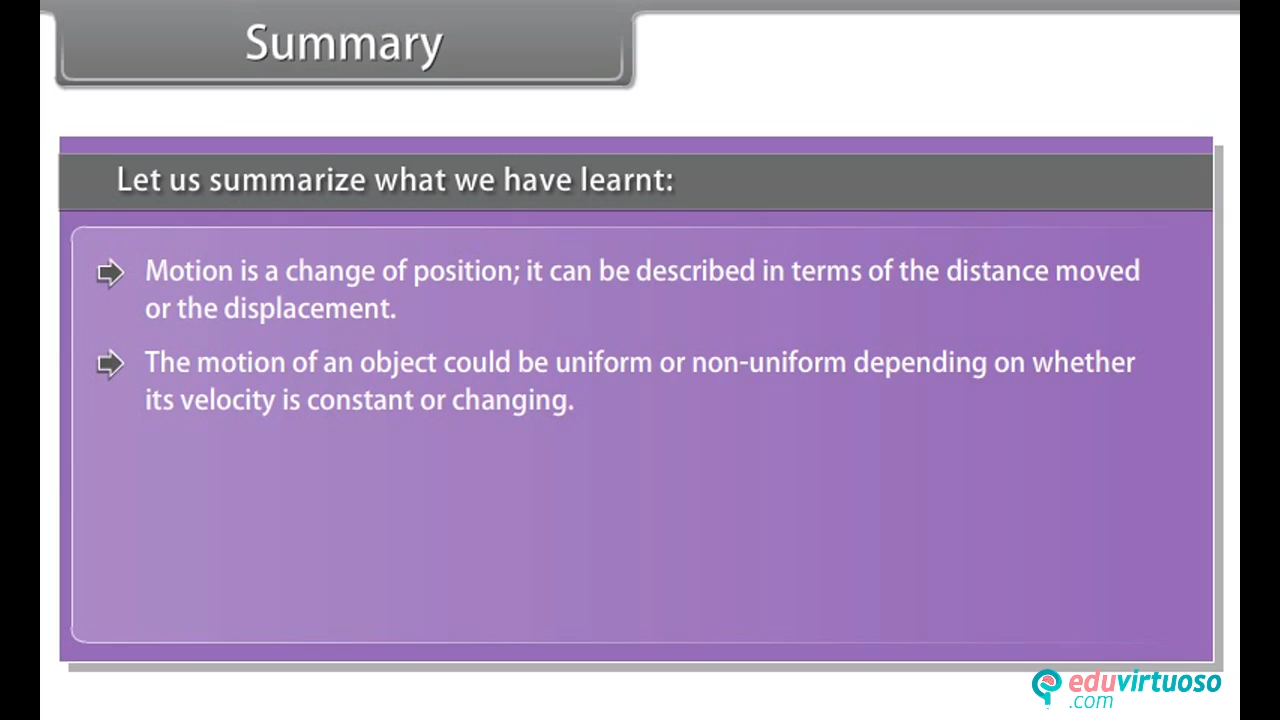 Summary
Let us summarize what we have learnt:
Motion is a change of position; it can be described in terms of the distance moved
or the displacement.
The motion of an object could be uniform or non-uniform depending on whether
its velocity is constant or changing.
eduvirtuoso
.com